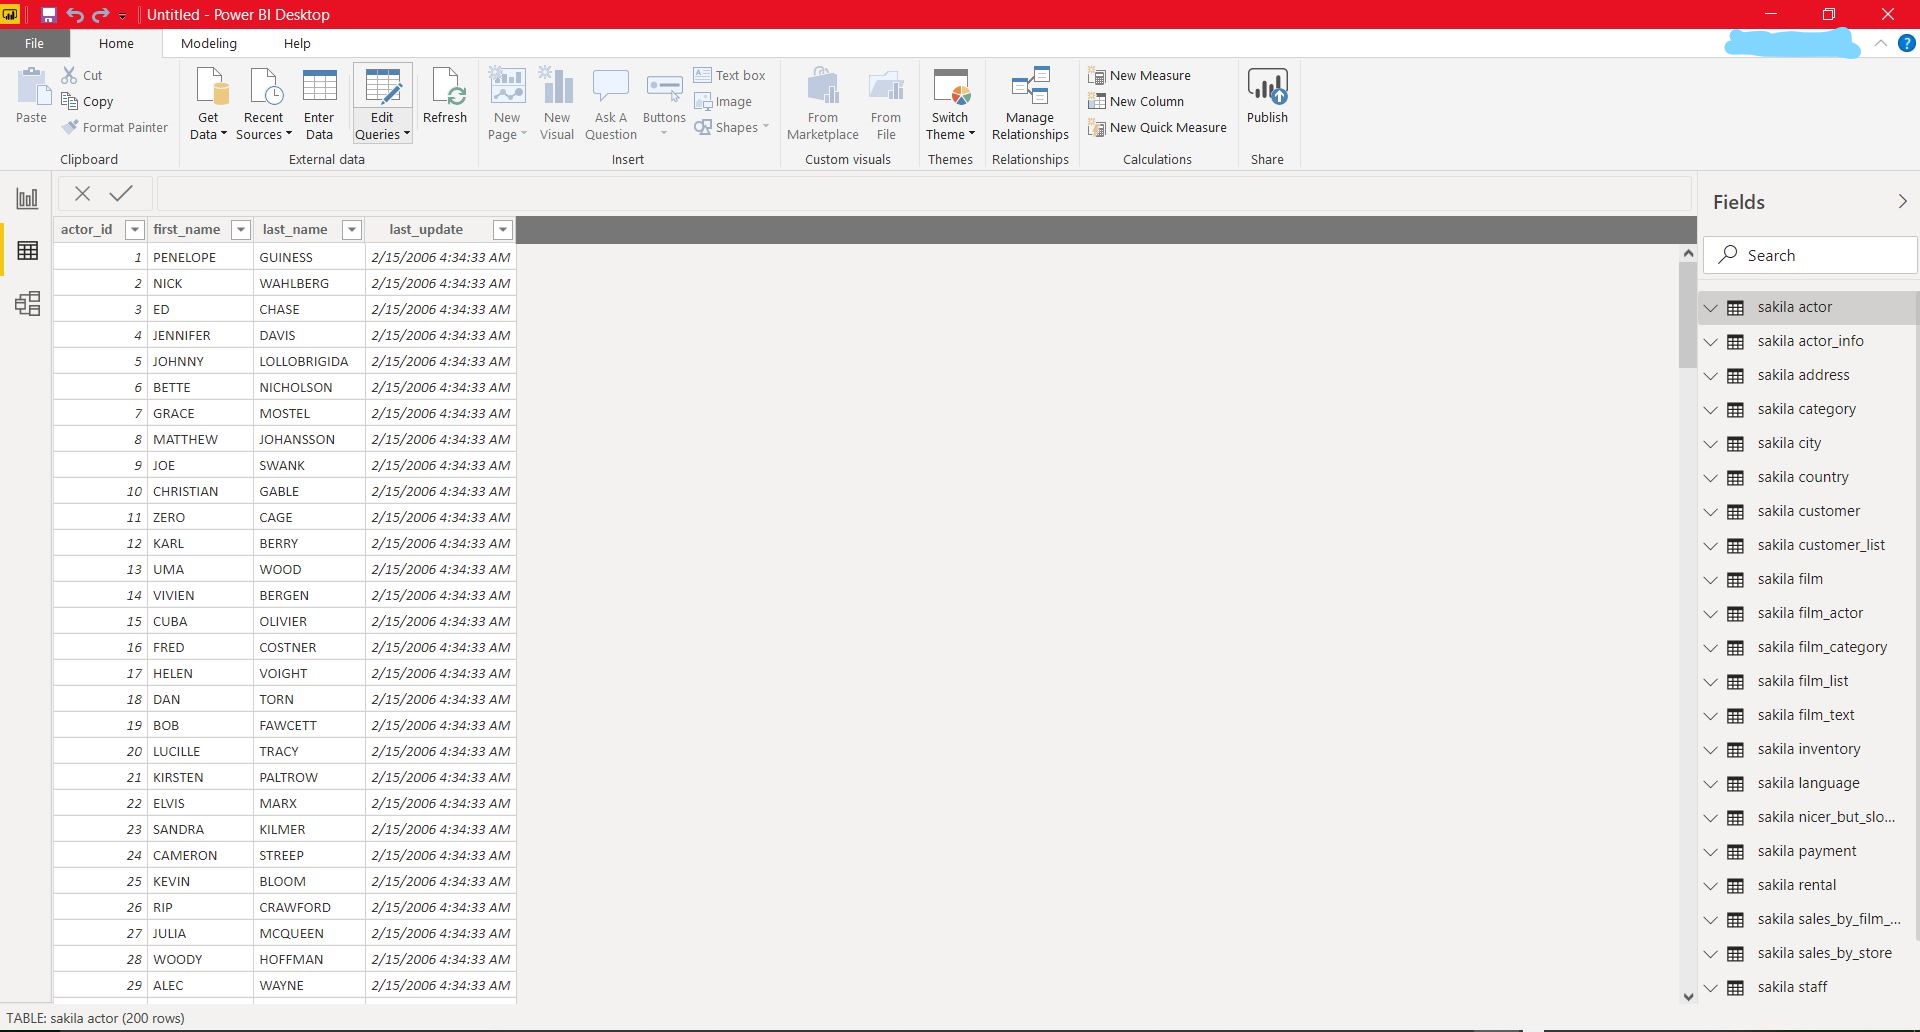 Untitled - Power BI Desktop
File Home Modeling Help
?
Paste
Cut
Copy
Format Painter
Clipboard
Get Data
Recent Sources
Enter Data
Edit Queries
Refresh
External data
New Page
New Visual
Ask A Question
Buttons
Text box
Image
Shapes
Insert
From Marketplace
From File
Custom visuals
Switch Theme
Themes
Manage Relationships
Relationships
New Measure
New Column
New Quick Measure
Calculations
Publish
Share
actor_id first_name last_name last_update
1 PENELOPE GUINESS 2/15/2006 4:34:33 AM
2 NICK WAHLBERG 2/15/2006 4:34:33 AM
3 ED CHASE 2/15/2006 4:34:33 AM
4 JENNIFER DAVIS 2/15/2006 4:34:33 AM
5 JOHNNY LOLLOBRIGIDA 2/15/2006 4:34:33 AM
6 BETTE NICHOLSON 2/15/2006 4:34:33 AM
7 GRACE MOSTEL 2/15/2006 4:34:33 AM
8 MATTHEW JOHANSSON 2/15/2006 4:34:33 AM
9 JOE SWANK 2/15/2006 4:34:33 AM
10 CHRISTIAN GABLE 2/15/2006 4:34:33 AM
11 ZERO CAGE 2/15/2006 4:34:33 AM
12 KARL BERRY 2/15/2006 4:34:33 AM
13 UMA WOOD 2/15/2006 4:34:33 AM
14 VIVIEN BERGEN 2/15/2006 4:34:33 AM
15 CUBA OLIVIER 2/15/2006 4:34:33 AM
16 FRED COSTNER 2/15/2006 4:34:33 AM
17 HELEN VOIGHT 2/15/2006 4:34:33 AM
18 DAN TORN 2/15/2006 4:34:33 AM
19 BOB FAWCETT 2/15/2006 4:34:33 AM
20 LUCILLE TRACY 2/15/2006 4:34:33 AM
21 KIRSTEN PALTROW 2/15/2006 4:34:33 AM
22 ELVIS MARX 2/15/2006 4:34:33 AM
23 SANDRA KILMER 2/15/2006 4:34:33 AM
24 CAMERON STREEP 2/15/2006 4:34:33 AM
25 KEVIN BLOOM 2/15/2006 4:34:33 AM
26 RIP CRAWFORD 2/15/2006 4:34:33 AM
27 JULIA MCQUEEN 2/15/2006 4:34:33 AM
28 WOODY HOFFMAN 2/15/2006 4:34:33 AM
29 ALEC WAYNE 2/15/2006 4:34:33 AM
Fields
Search
sakila actor
sakila actor_info
sakila address
sakila category
sakila city
sakila country
sakila customer
sakila customer_list
sakila film
sakila film_actor
sakila film_category
sakila film_list
sakila film_text
sakila inventory
sakila language
sakila nicer_but_slo...
sakila payment
sakila rental
sakila sales_by_film_...
sakila sales_by_store
sakila staff
TABLE: sakila actor (200 rows)